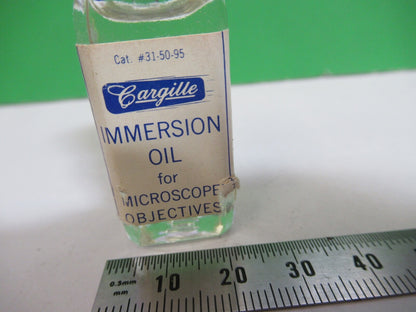 Cat. #31-50-95
Cargille
IMMERSION
OIL
for
MICROSCOPE
OBJECTIVES
0.5mm
mm
10 20 30 40